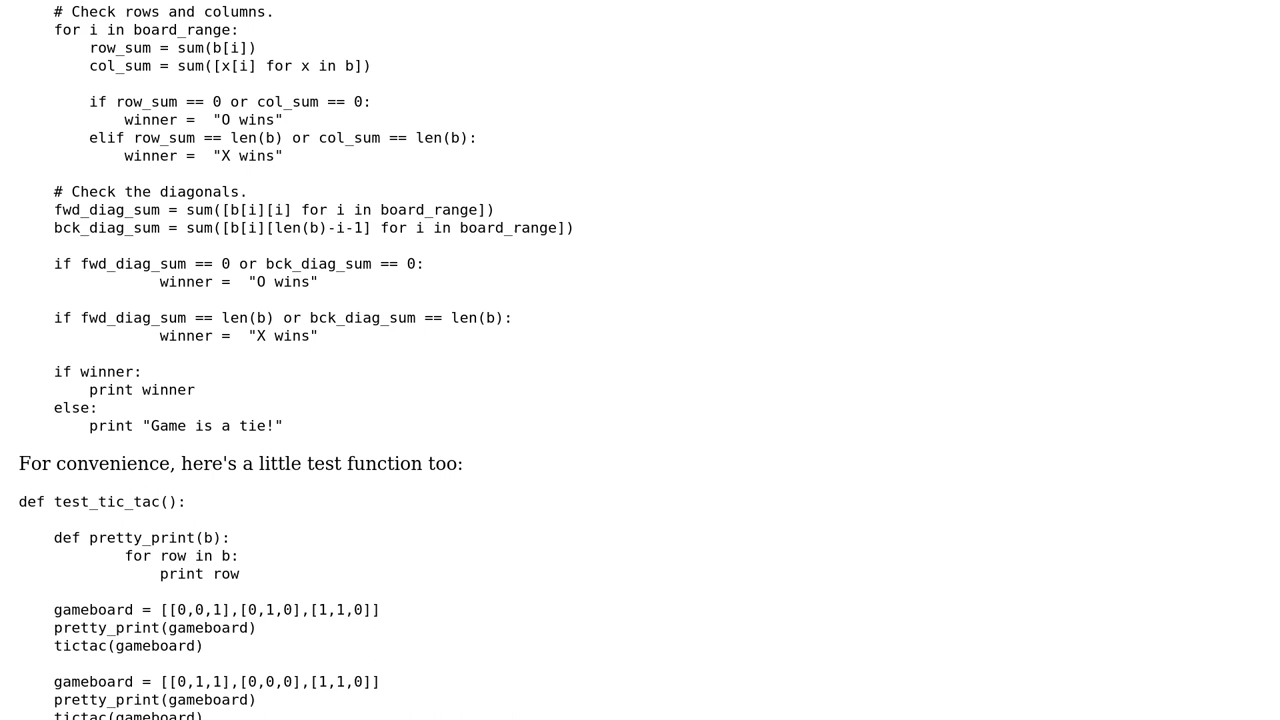 # Check rows and columns.
for i in board_range:
row_sum = sum(b[i])
col_sum = sum([x[i] for x in b])
if row_sum == 0 or col_sum == 0:
winner =  "O wins"
elif row_sum == len(b) or col_sum == len(b):
winner =  "X wins"
# Check the diagonals.
fwd_diag_sum = sum([b[i][i] for i in board_range])
bck_diag_sum = sum([b[i][len(b)-i-1] for i in board_range])
if fwd_diag_sum == 0 or bck_diag_sum == 0:
winner =  "O wins"
if fwd_diag_sum == len(b) or bck_diag_sum == len(b):
winner =  "X wins"
if winner:
print winner
else:
print "Game is a tie!"
For convenience, here's a little test function too:
def test_tic_tac():
def pretty_print(b):
for row in b:
print row
gameboard = [[0,0,1],[0,1,0],[1,1,0]]
pretty_print(gameboard)
tictac(gameboard)
gameboard = [[0,1,1],[0,0,0],[1,1,0]]
pretty_print(gameboard)
tictac(gameboard)